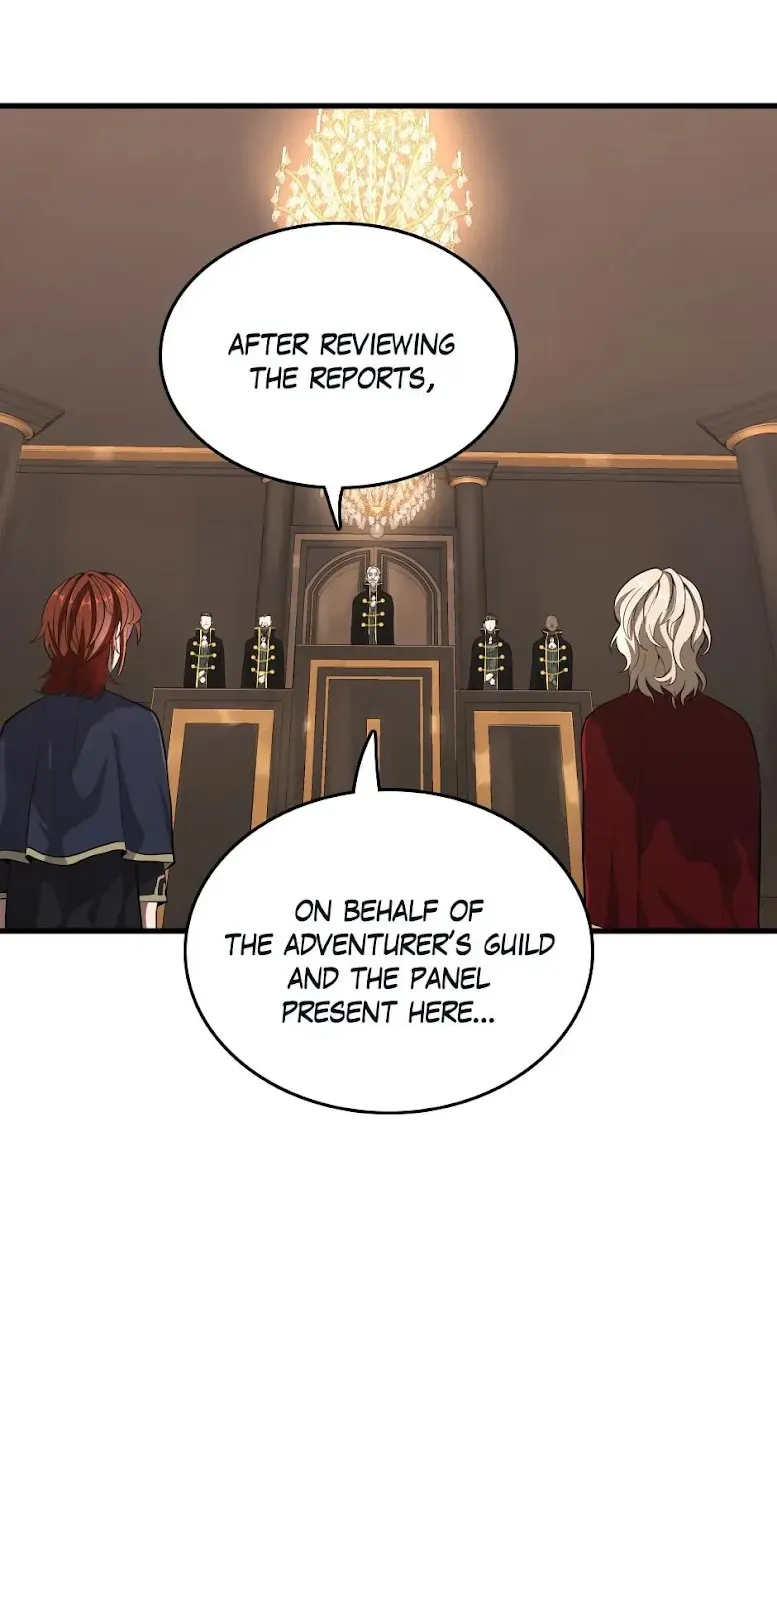 AFTER REVIEWING
THE REPORTS,
ON BEHALF OF
THE ADVENTURER'S GUILD
AND THE PANEL
PRESENT HERE...